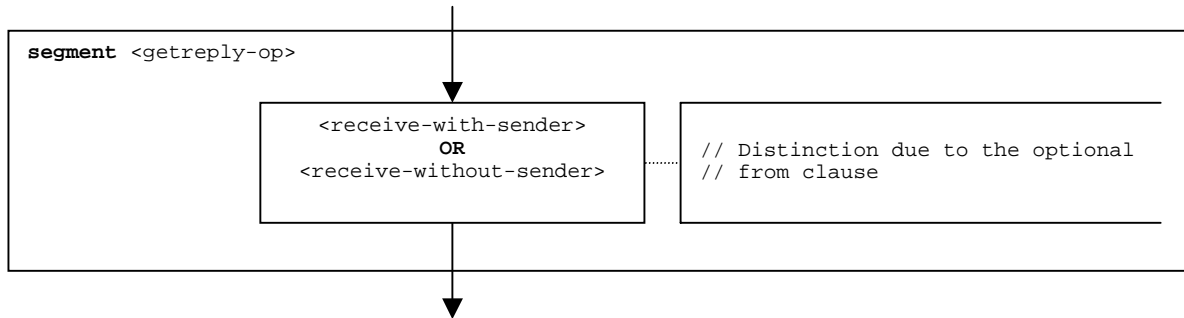 segment <getreply-op>
<receive-with-sender>
OR
<receive-without-sender>
// Distinction due to the optional
// from clause